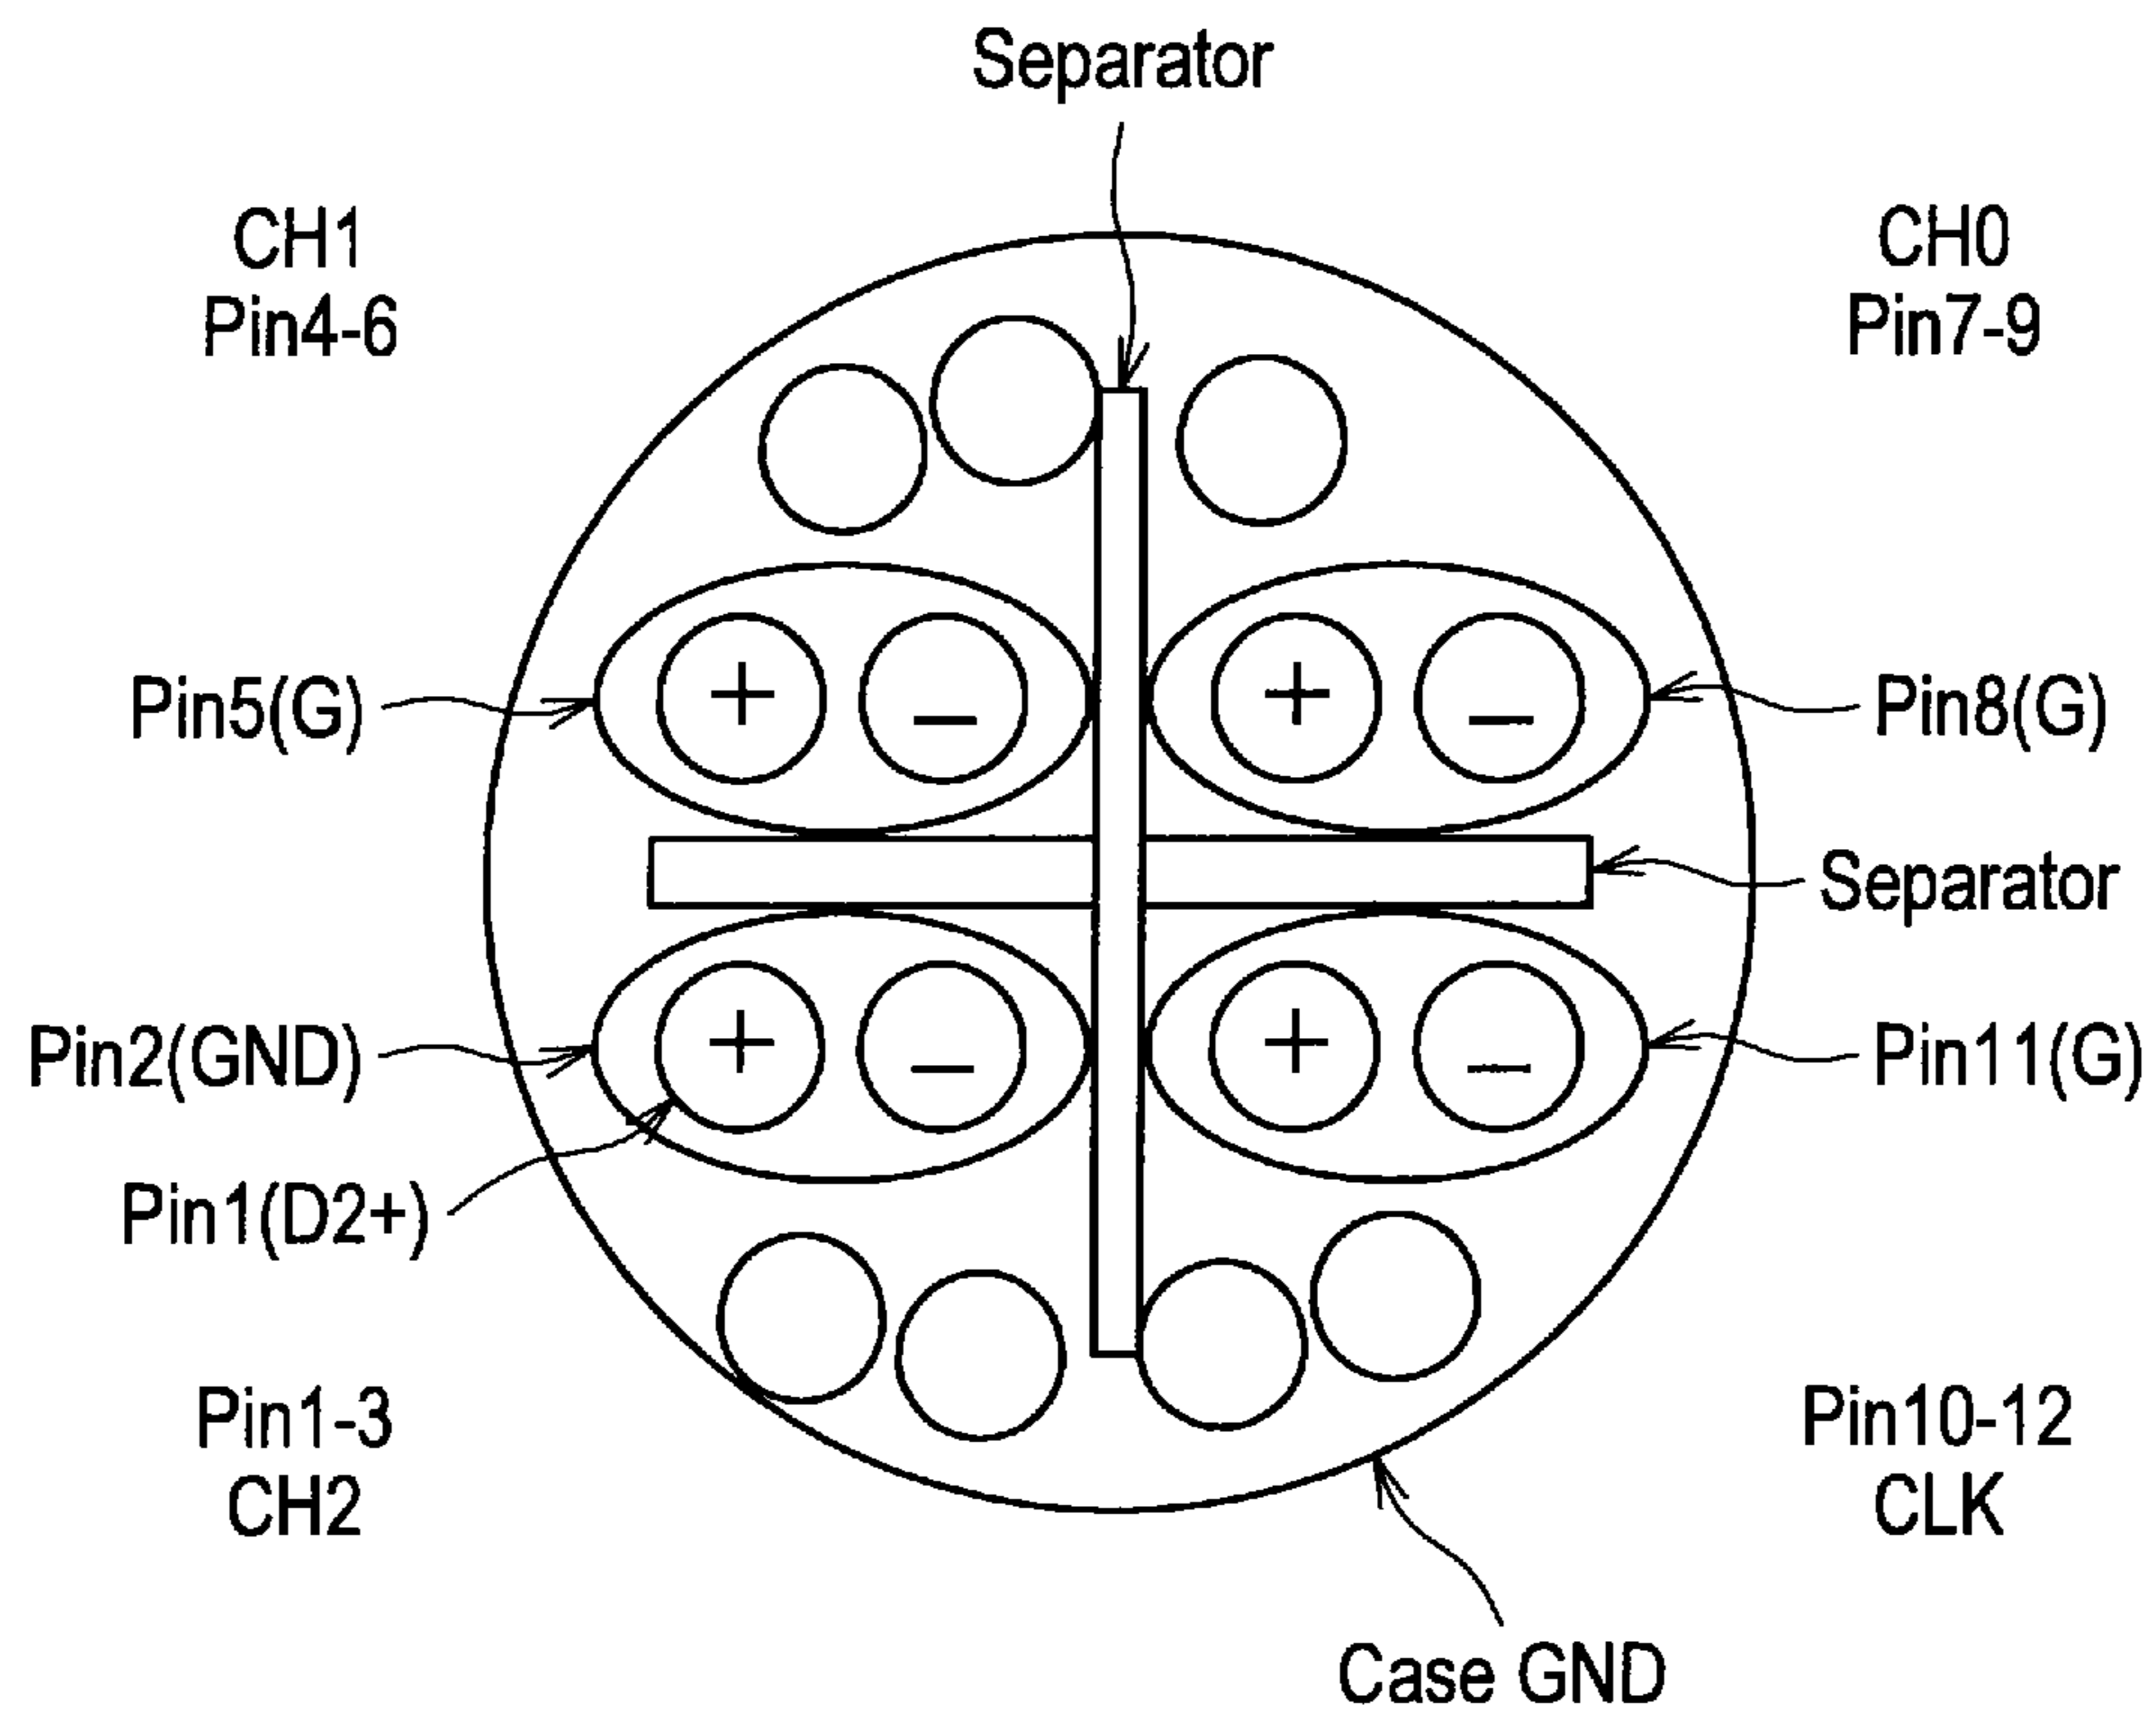 Separator
CH1
Pin4-6
CH0
Pin7-9
+
−
+
−
Pin5(G)
Pin8(G)
Separator
Pin2(GND)
+
−
+
−
Pin11(G)
Pin1(D2+)
Pin1-3
CH2
Pin10-12
CLK
Case GND